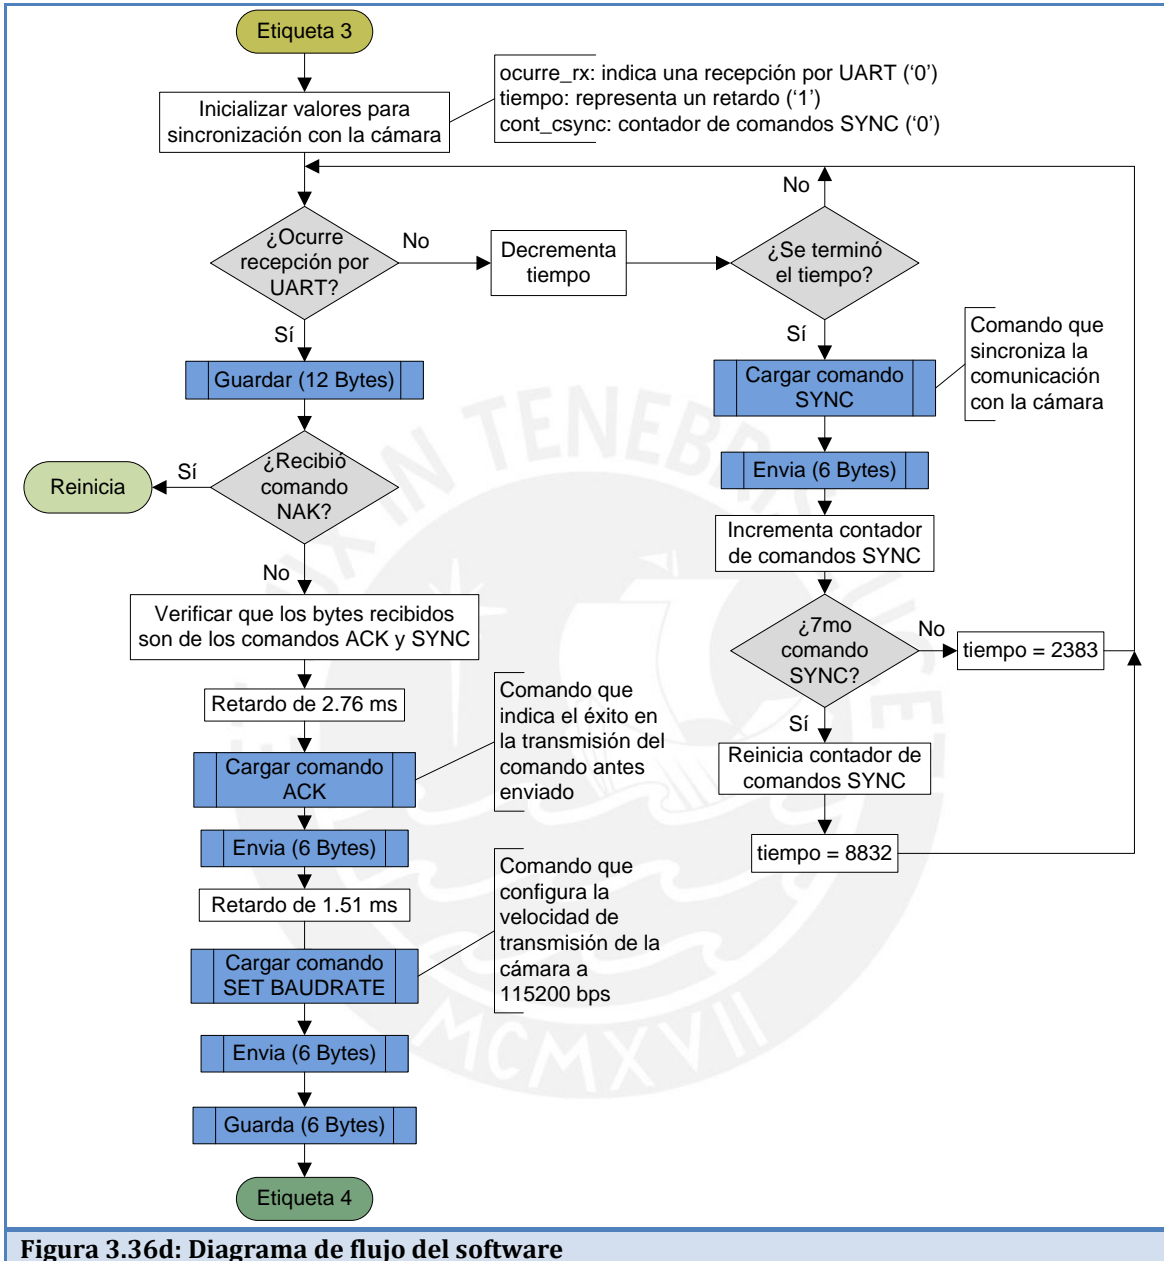 Etiqueta 3
Inicializar valores para
sincronización con la cámara
ocurre_rx: indica una recepción por UART (‘0’)
tiempo: representa un retardo (‘1’)
cont_csync: contador de comandos SYNC (‘0’)
¿Ocurre
recepción por
UART?
No
Decrementa
tiempo
¿Se terminó
el tiempo?
No
Sí
Sí
Guardar (12 Bytes)
Cargar comando
SYNC
Comando que
sincroniza la
comunicación
con la cámara
¿Recibió
comando
NAK?
Sí
Reinicia
No
Envia (6 Bytes)
Incrementa contador
de comandos SYNC
¿7mo
comando
SYNC?
No
tiempo = 2383
Sí
Reinicia contador de
comandos SYNC
tiempo = 8832
Verificar que los bytes recibidos
son de los comandos ACK y SYNC
Retardo de 2.76 ms
Cargar comando
ACK
Comando que
indica el éxito en
la transmisión del
comando antes
enviado
Envia (6 Bytes)
Retardo de 1.51 ms
Cargar comando
SET BAUDRATE
Comando que
configura la
velocidad de
transmisión de la
cámara a
115200 bps
Envia (6 Bytes)
Guarda (6 Bytes)
Etiqueta 4
ET LUX IN TENEBRIS LUCET
MCMXVII
Figura 3.36d: Diagrama de flujo del software